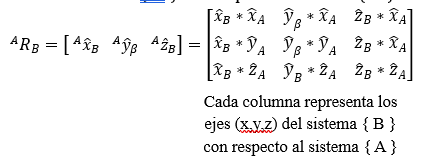 ᴬR_B = [ ᴬx̂_B ᴬŷ_β ᴬẑ_B ] = [ x̂_B * x̂_A ŷ_β * x̂_A ẑ_B * x̂_A
x̂_B * ŷ_A ŷ_β * ŷ_A ẑ_B * x̂_A
x̂_B * ẑ_A ŷ_B * ẑ_A ẑ_B * ẑ_A ]
Cada columna representa los
ejes (x,y,z) del sistema { B }
con respecto al sistema { A }